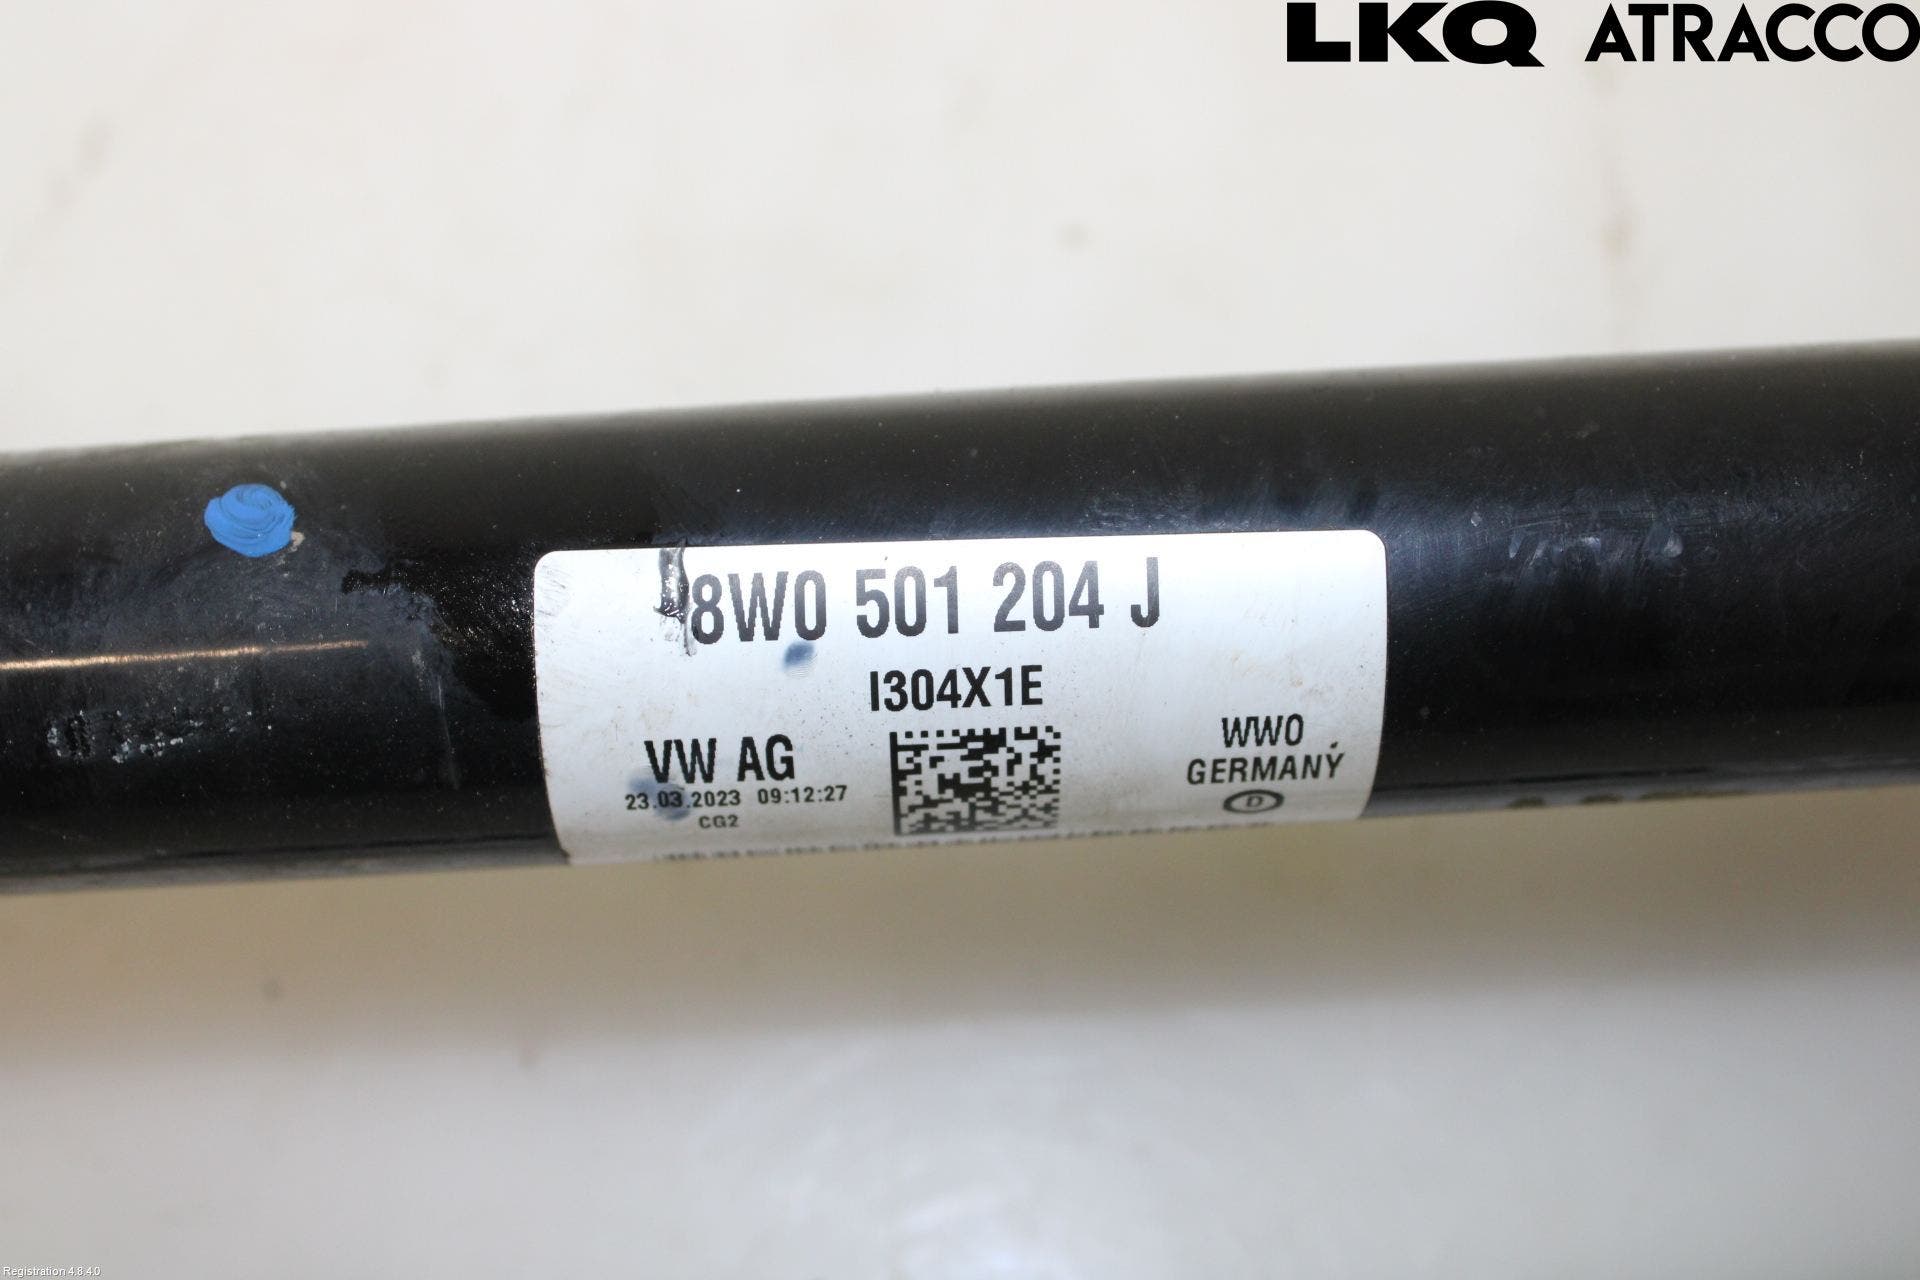 LKQ ATRACCO
8W0 501 204 J
I304X1E
VW AG
23.03.2023 09:12:27
CG2
WW0
GERMANY
D
Registration 4.8.4.0